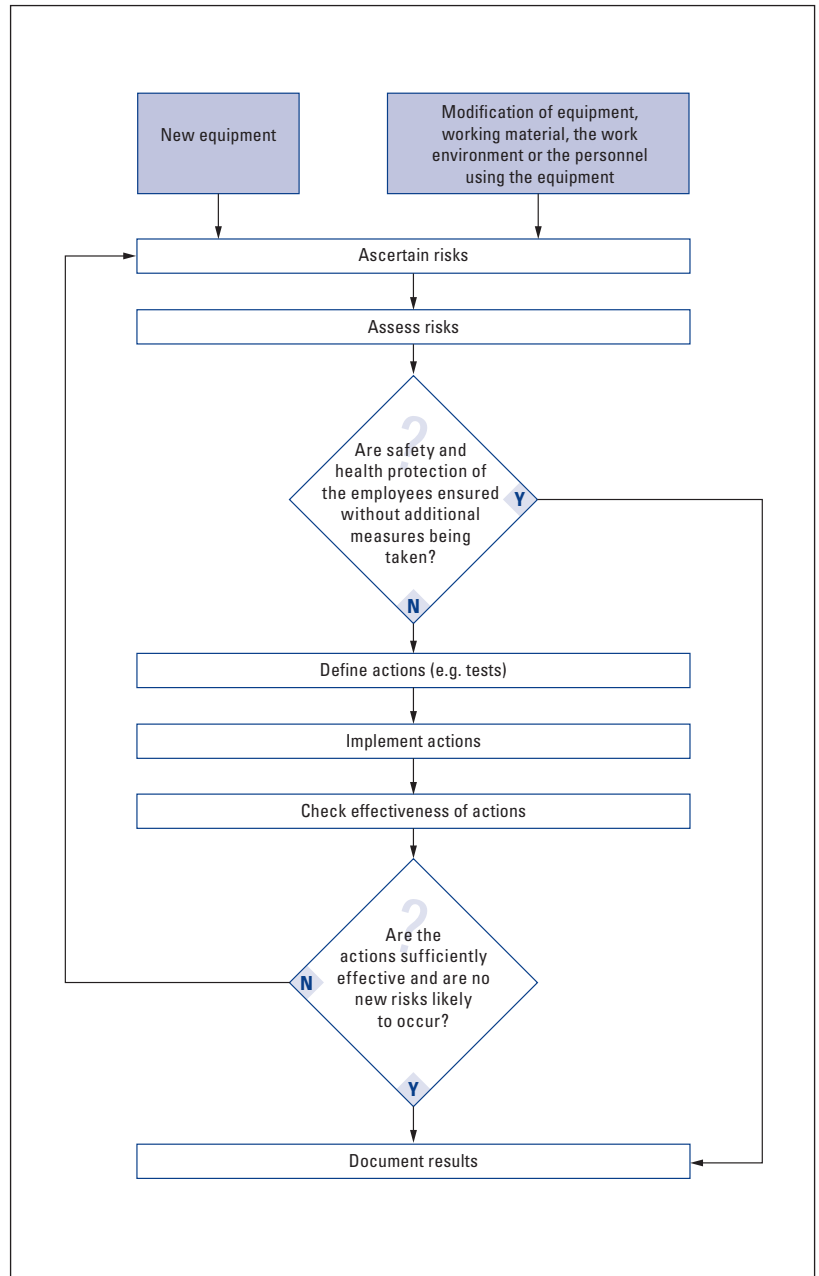 New equipment
Modification of equipment,
working material, the work
environment or the personnel
using the equipment
Ascertain risks
Assess risks
?
Are safety and
health protection of
the employees ensured
without additional
measures being
taken?
Y
N
Define actions (e.g. tests)
Implement actions
Check effectiveness of actions
?
Are the
actions sufficiently
effective and are no
new risks likely
to occur?
N
Y
Document results